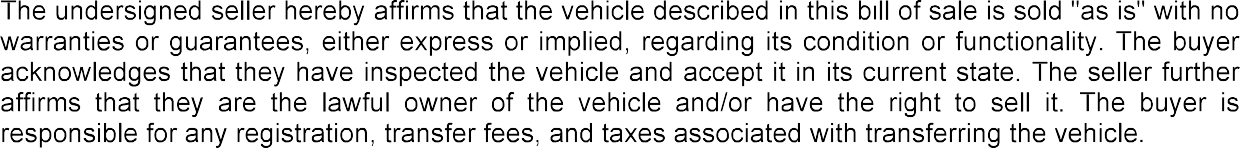 The undersigned seller hereby affirms that the vehicle described in this bill of sale is sold "as is" with no
warranties or guarantees, either express or implied, regarding its condition or functionality. The buyer
acknowledges that they have inspected the vehicle and accept it in its current state. The seller further
affirms that they are the lawful owner of the vehicle and/or have the right to sell it. The buyer is
responsible for any registration, transfer fees, and taxes associated with transferring the vehicle.